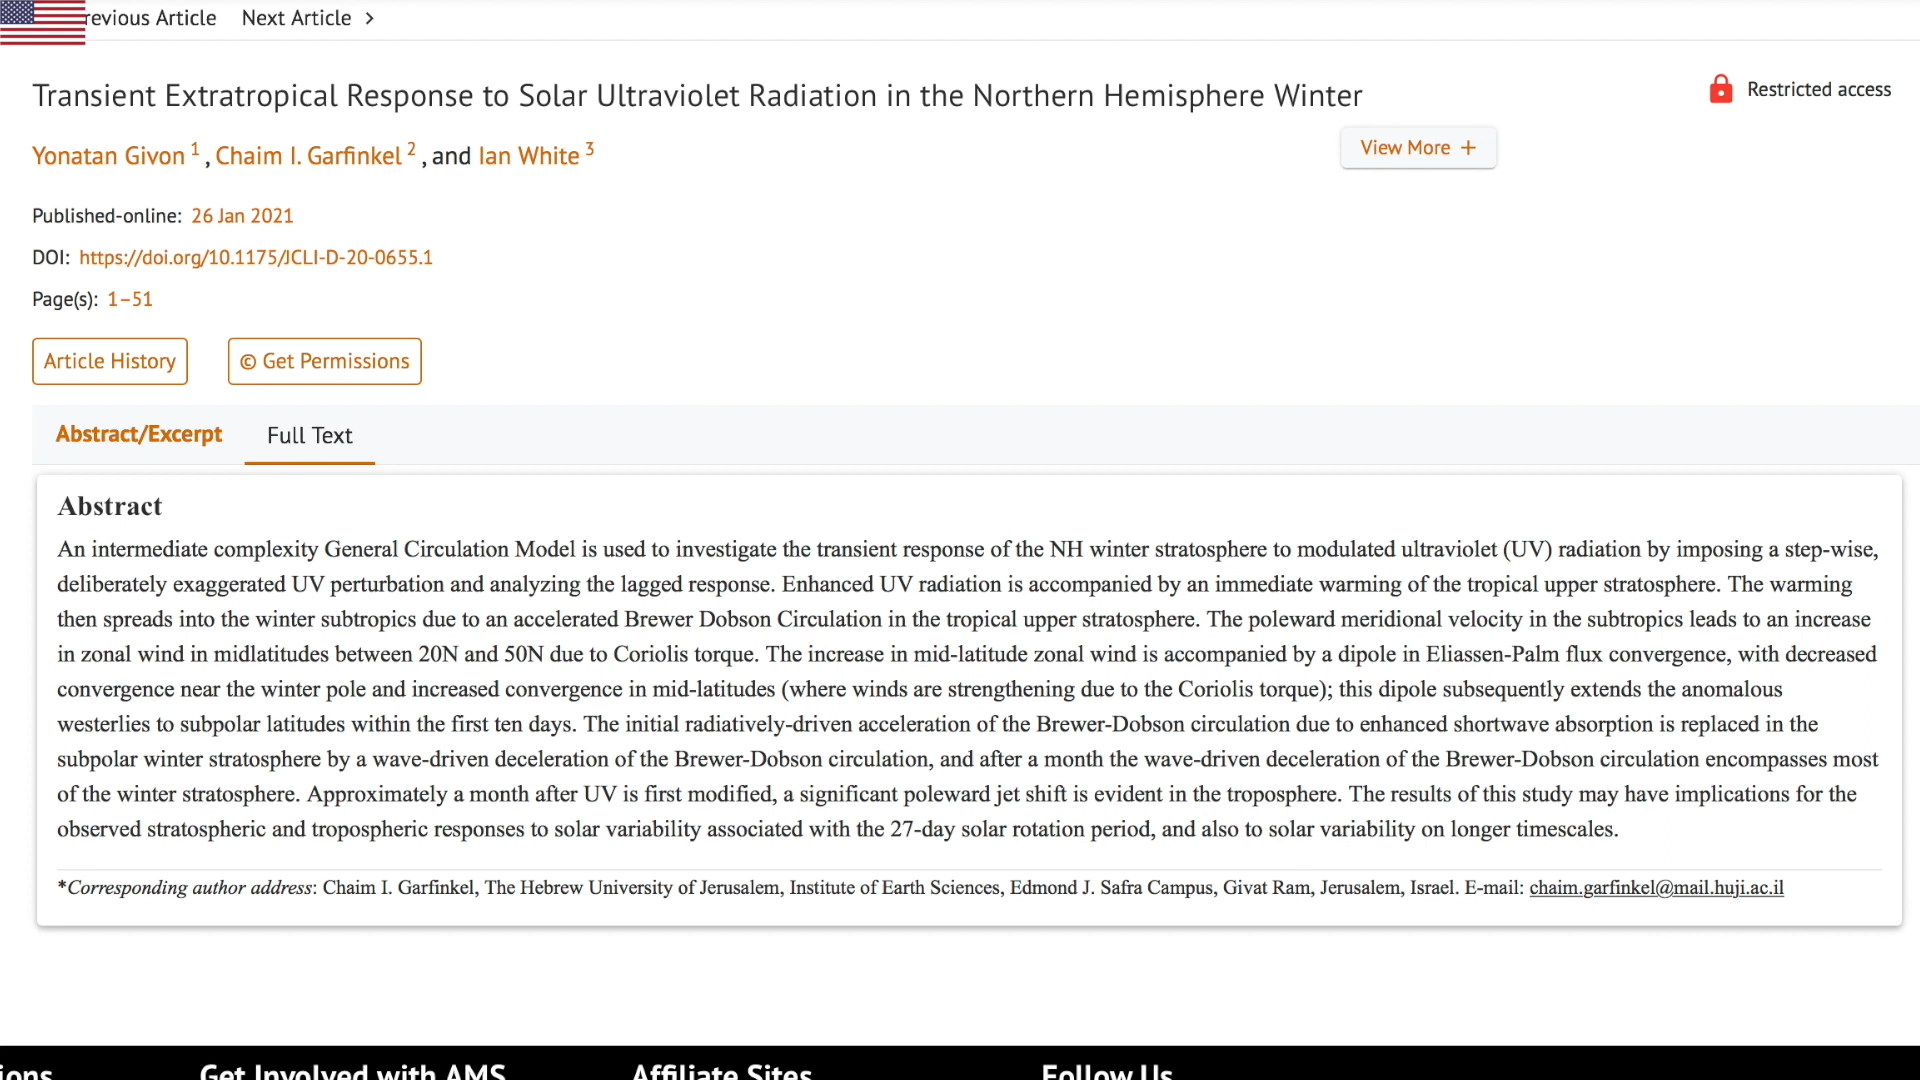 revious Article Next Article >
Transient Extratropical Response to Solar Ultraviolet Radiation in the Northern Hemisphere Winter
Restricted access
Yonatan Givon 1 , Chaim I. Garfinkel 2 , and Ian White 3
View More +
Published-online: 26 Jan 2021
DOI: https://doi.org/10.1175/JCLI-D-20-0655.1
Page(s): 1–51
Article History © Get Permissions
Abstract/Excerpt Full Text
Abstract
An intermediate complexity General Circulation Model is used to investigate the transient response of the NH winter stratosphere to modulated ultraviolet (UV) radiation by imposing a step-wise,
deliberately exaggerated UV perturbation and analyzing the lagged response. Enhanced UV radiation is accompanied by an immediate warming of the tropical upper stratosphere. The warming
then spreads into the winter subtropics due to an accelerated Brewer Dobson Circulation in the tropical upper stratosphere. The poleward meridional velocity in the subtropics leads to an increase
in zonal wind in midlatitudes between 20N and 50N due to Coriolis torque. The increase in mid-latitude zonal wind is accompanied by a dipole in Eliassen-Palm flux convergence, with decreased
convergence near the winter pole and increased convergence in mid-latitudes (where winds are strengthening due to the Coriolis torque); this dipole subsequently extends the anomalous
westerlies to subpolar latitudes within the first ten days. The initial radiatively-driven acceleration of the Brewer-Dobson circulation due to enhanced shortwave absorption is replaced in the
subpolar winter stratosphere by a wave-driven deceleration of the Brewer-Dobson circulation, and after a month the wave-driven deceleration of the Brewer-Dobson circulation encompasses most
of the winter stratosphere. Approximately a month after UV is first modified, a significant poleward jet shift is evident in the troposphere. The results of this study may have implications for the
observed stratospheric and tropospheric responses to solar variability associated with the 27-day solar rotation period, and also to solar variability on longer timescales.
*Corresponding author address: Chaim I. Garfinkel, The Hebrew University of Jerusalem, Institute of Earth Sciences, Edmond J. Safra Campus, Givat Ram, Jerusalem, Israel. E-mail: chaim.garfinkel@mail.huji.ac.il
ions Get Involved with AMS Affiliate Sites Follow Us